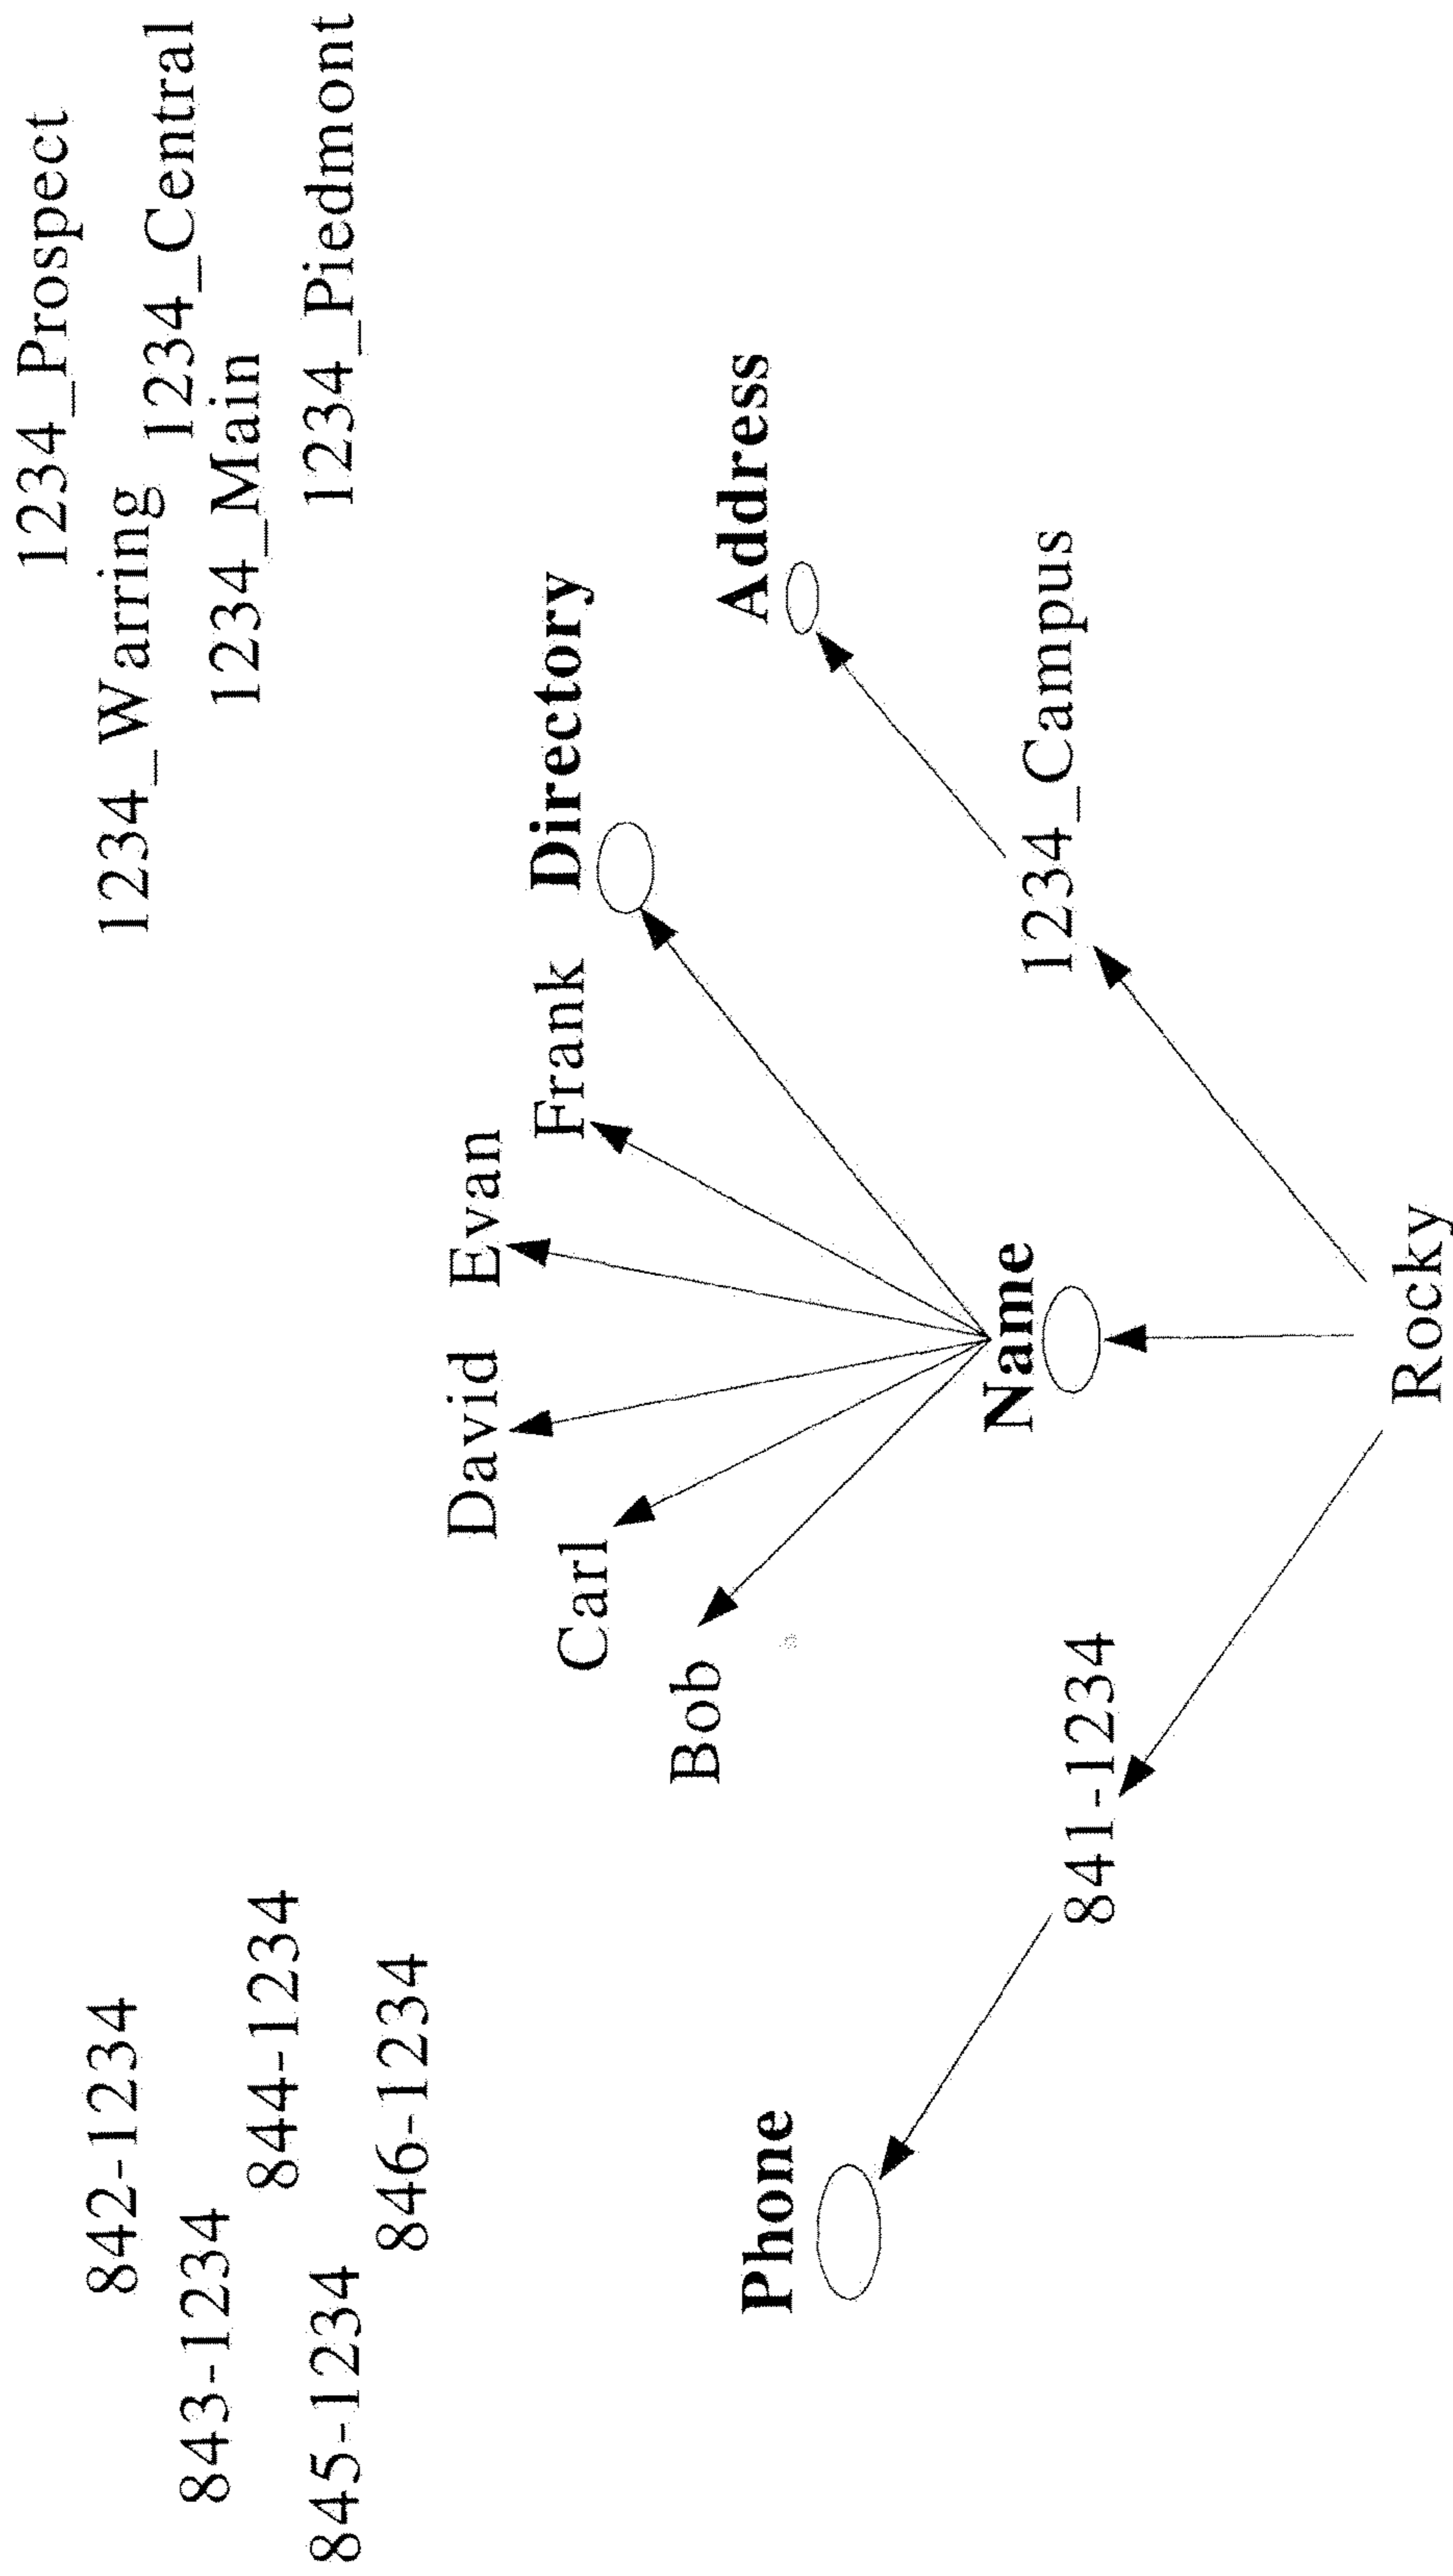 842-1234
843-1234
844-1234
845-1234
846-1234
1234_Prospect
1234_Warring
1234_Central
1234_Main
1234_Piedmont
David
Evan
Carl
Frank
Directory
Bob
Phone
Address
Name
841-1234
1234_Campus
Rocky